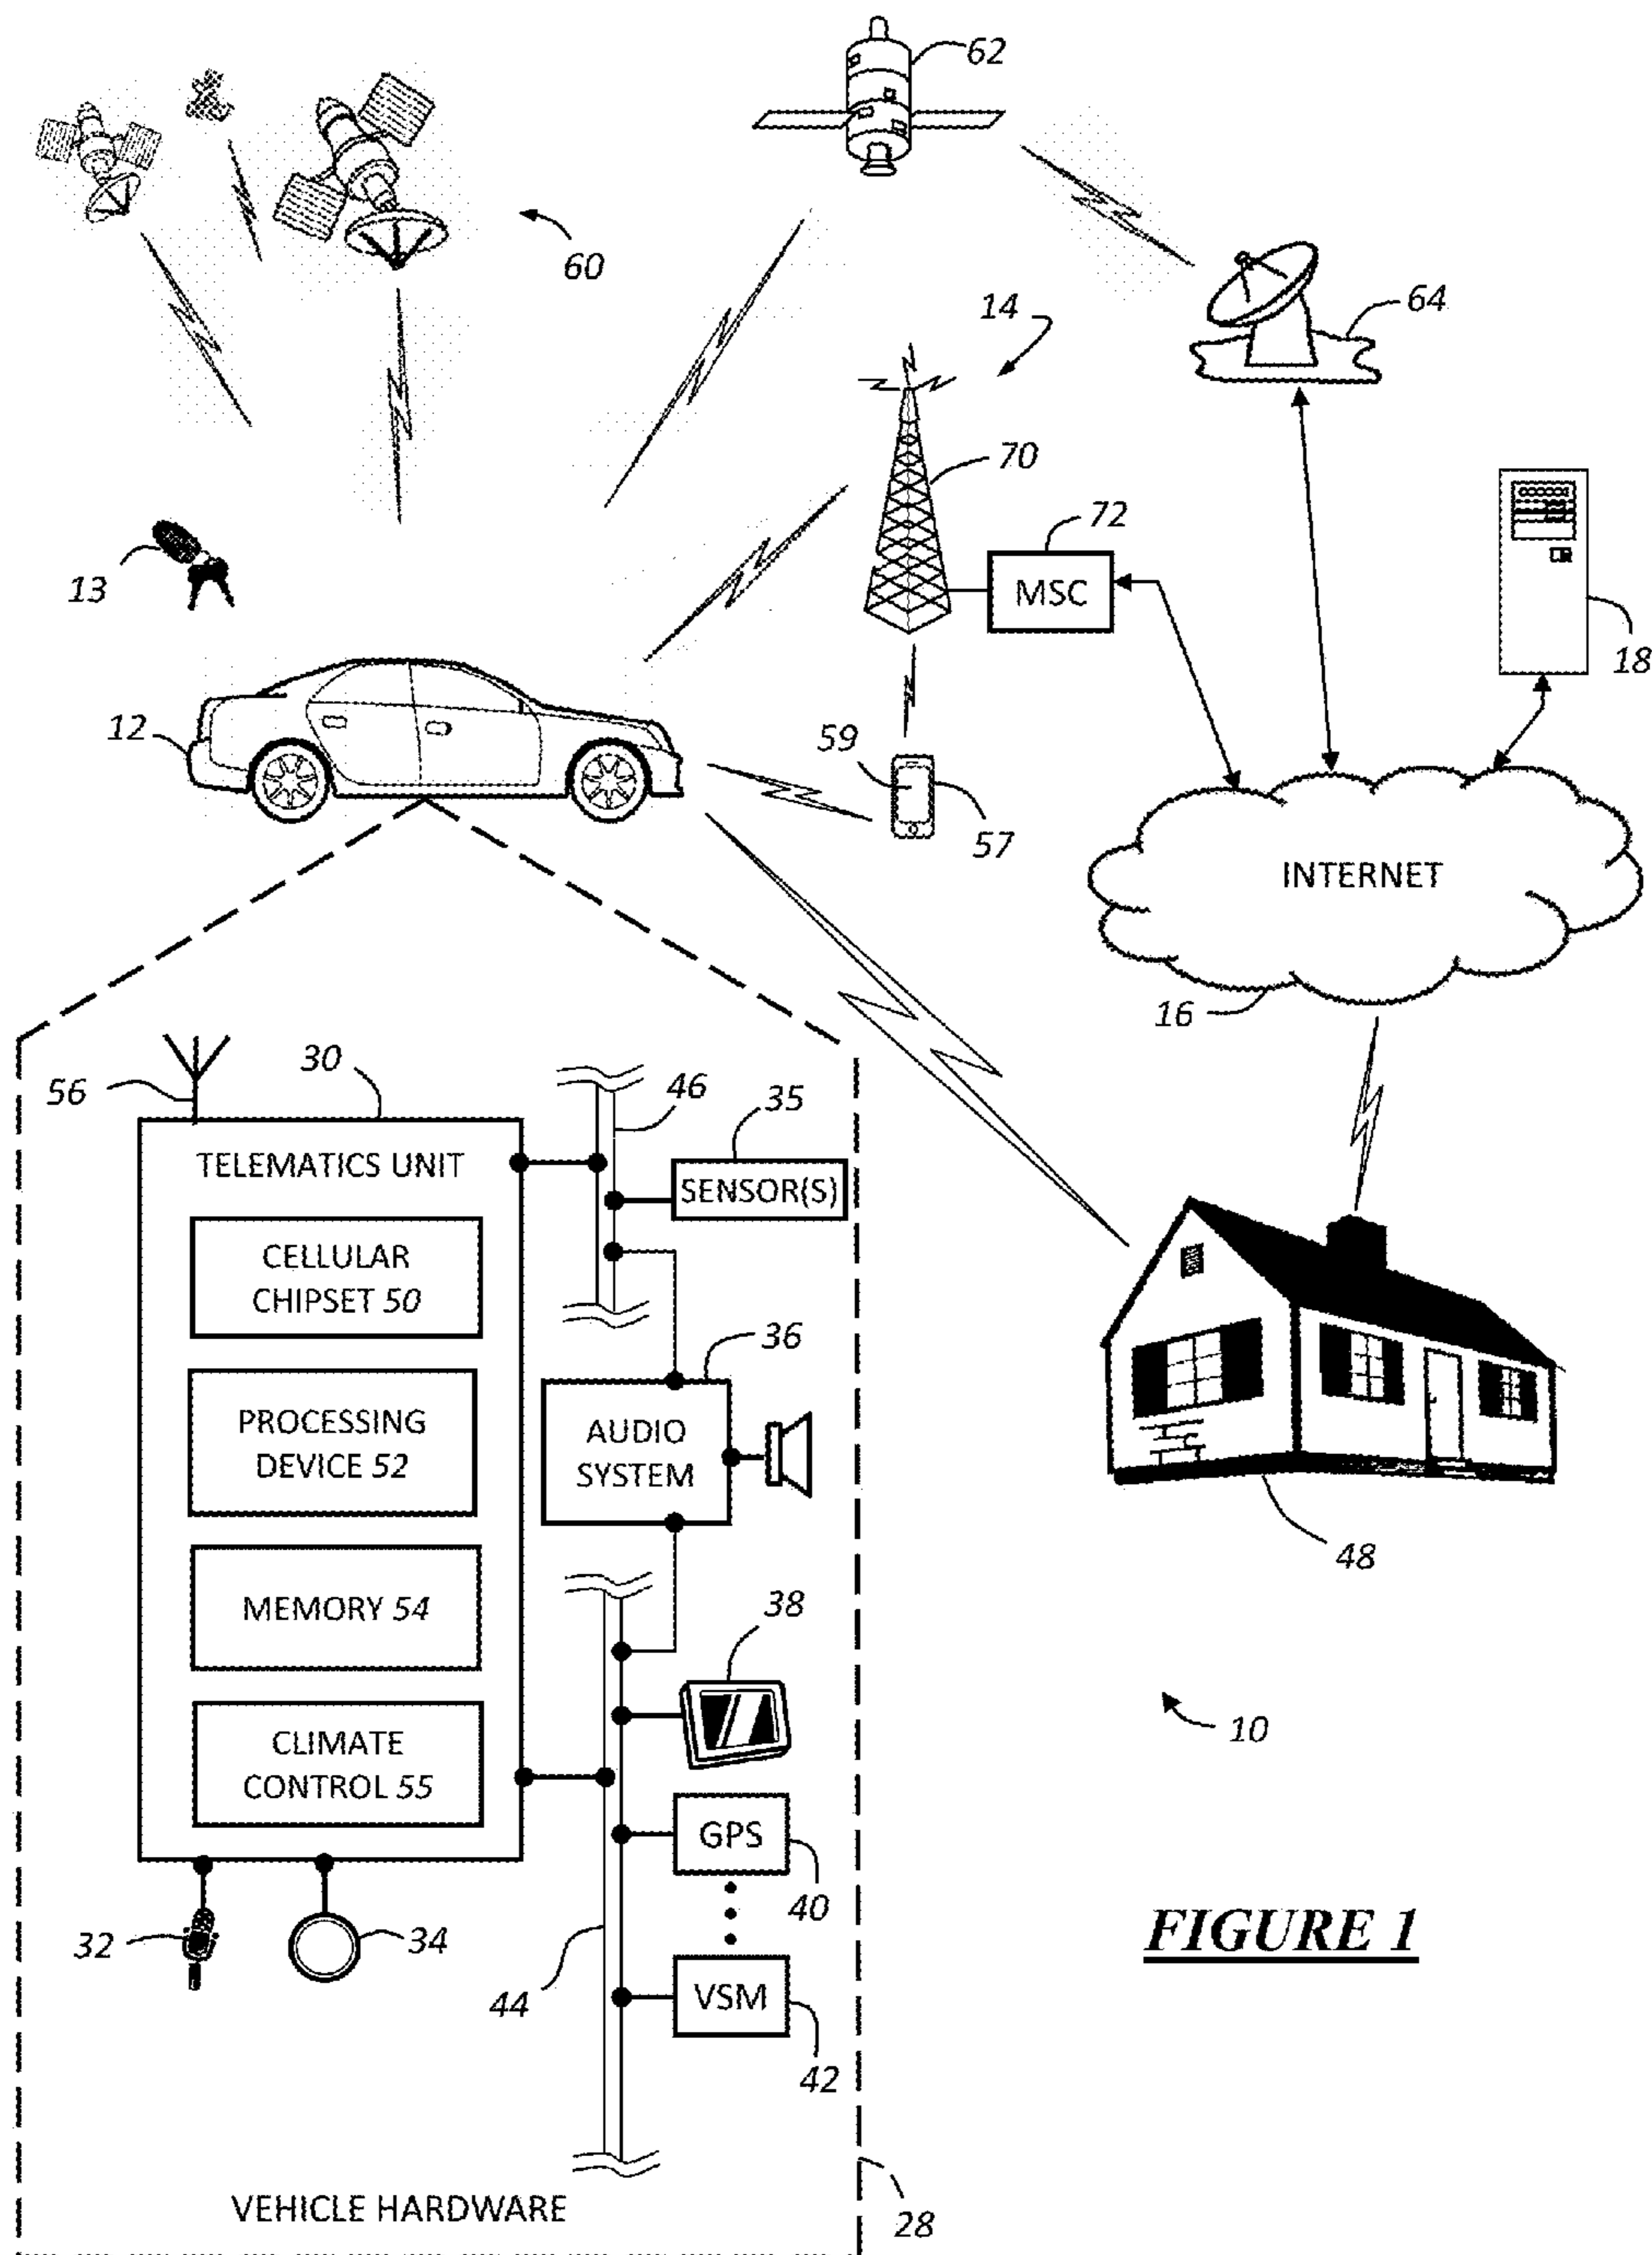 62
60
14
64
70
72
MSC
13
18
12
59
57
INTERNET
16
56
30
46
35
TELEMATICS UNIT
SENSOR(S)
CELLULAR
CHIPSET 50
36
PROCESSING
DEVICE 52
AUDIO
SYSTEM
48
MEMORY 54
38
10
CLIMATE
CONTROL 55
GPS
40
32
34
44
VSM
42
FIGURE 1
VEHICLE HARDWARE
28